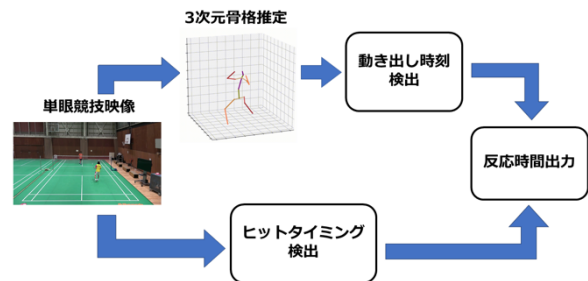 3次元骨格推定
動き出し時刻
検出
単眼競技映像
反応時間出力
ヒットタイミング
検出